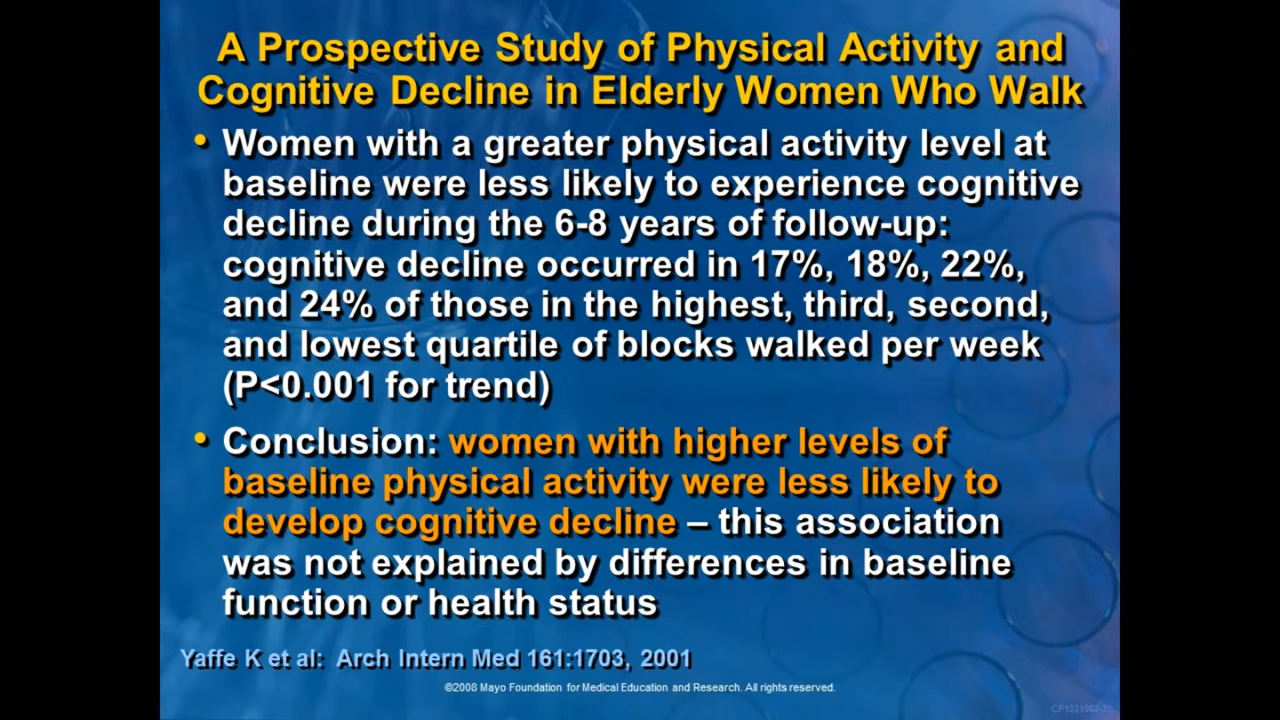 A Prospective Study of Physical Activity and
Cognitive Decline in Elderly Women Who Walk
• Women with a greater physical activity level at
baseline were less likely to experience cognitive
decline during the 6-8 years of follow-up:
cognitive decline occurred in 17%, 18%, 22%,
and 24% of those in the highest, third, second,
and lowest quartile of blocks walked per week
(P<0.001 for trend)
• Conclusion: women with higher levels of
baseline physical activity were less likely to
develop cognitive decline – this association
was not explained by differences in baseline
function or health status
Yaffe K et al: Arch Intern Med 161:1703, 2001
©2008 Mayo Foundation for Medical Education and Research. All rights reserved.